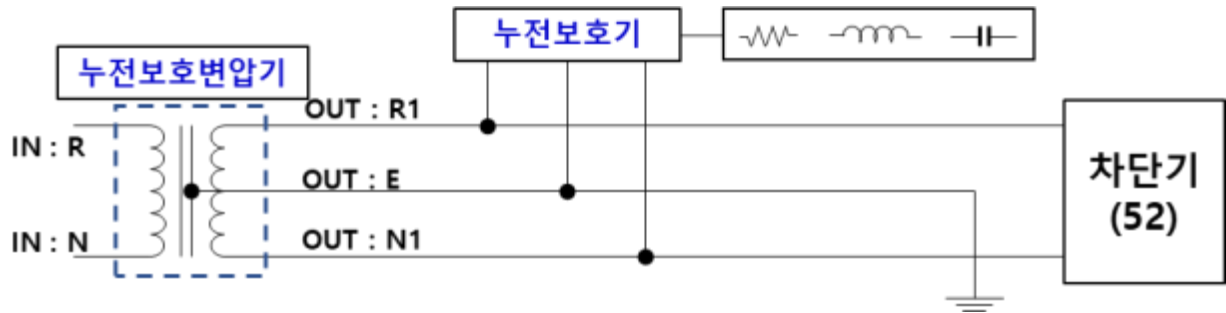 누전보호기
누전보호변압기
OUT : R1
IN : R
OUT : E
IN : N
OUT : N1
차단기
(52)